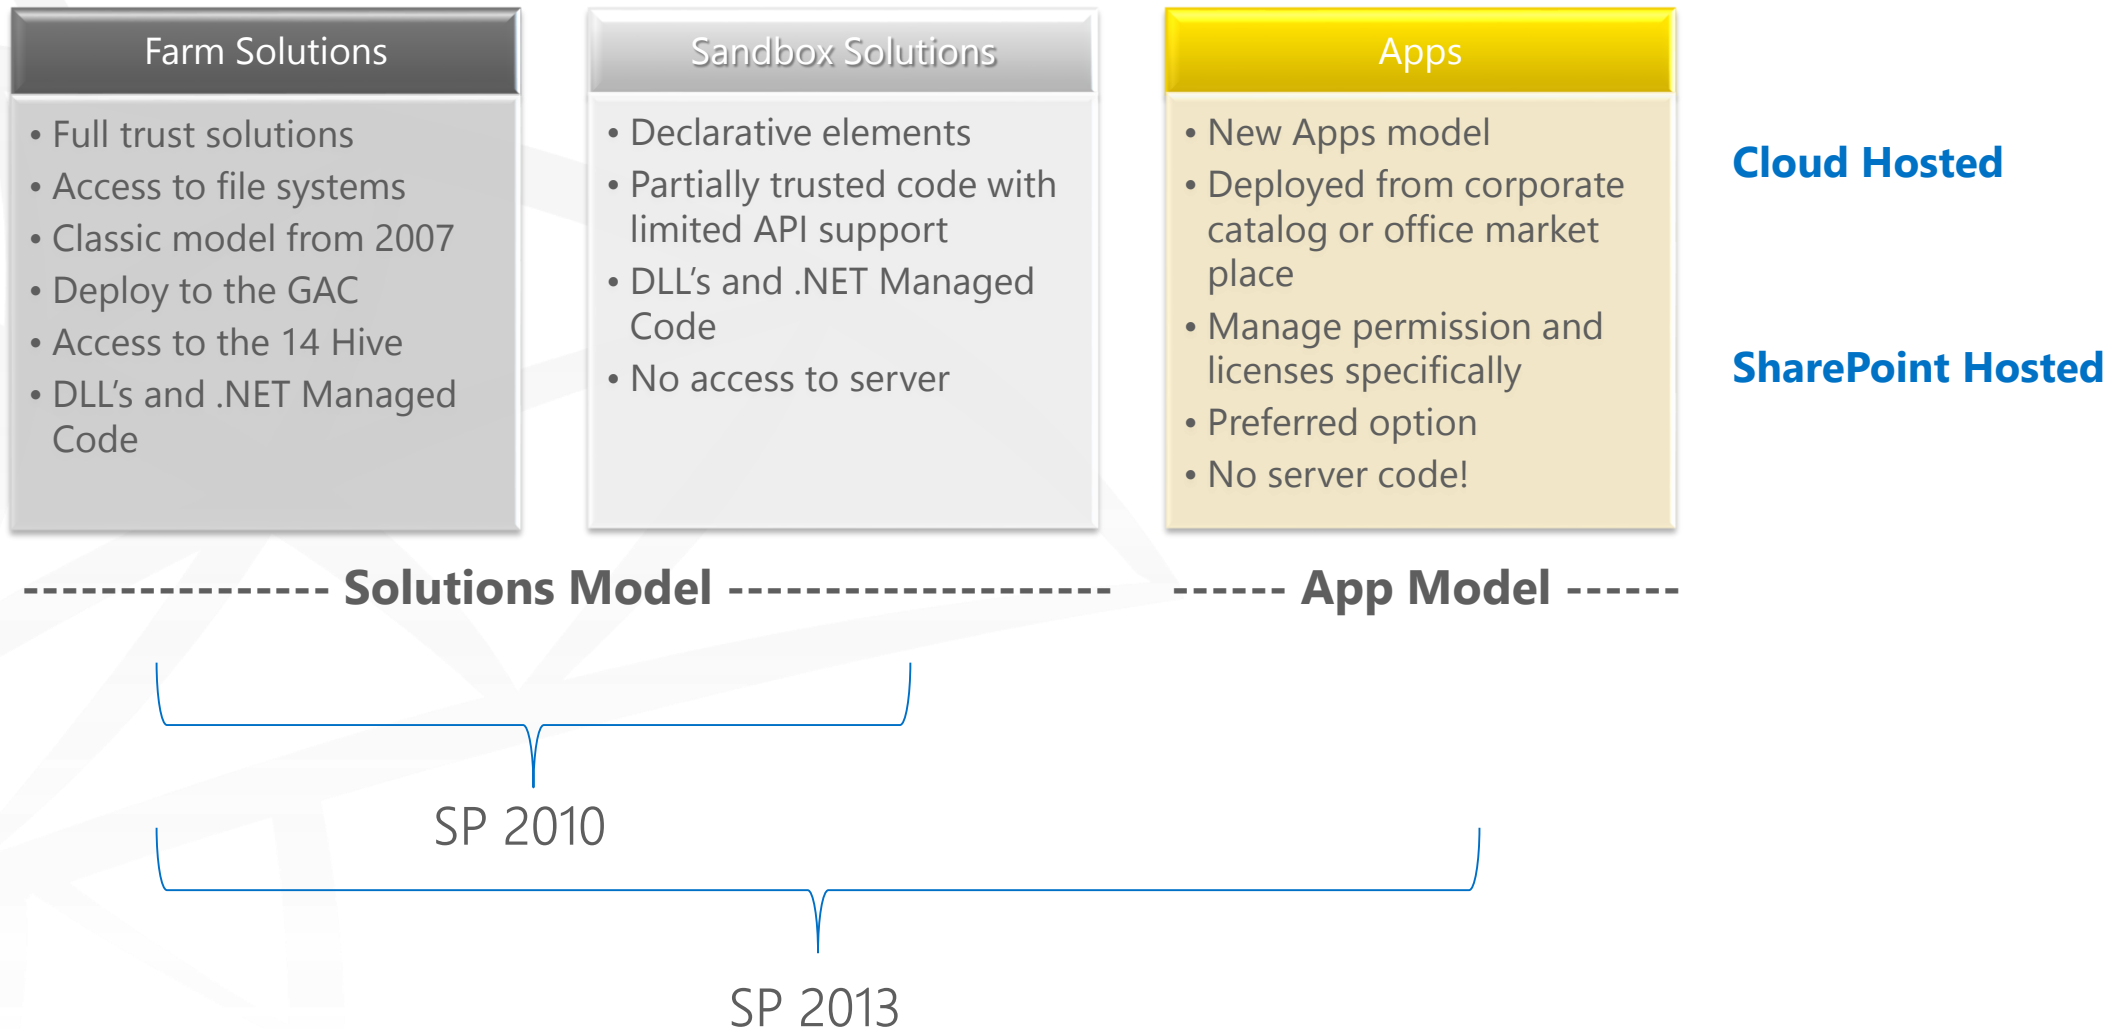 Farm Solutions
• Full trust solutions
• Access to file systems
• Classic model from 2007
• Deploy to the GAC
• Access to the 14 Hive
• DLL's and .NET Managed
Code
Sandbox Solutions
• Declarative elements
• Partially trusted code with
limited API support
• DLL's and .NET Managed
Code
• No access to server
Apps
• New Apps model
• Deployed from corporate
catalog or office market
place
• Manage permission and
licenses specifically
• Preferred option
• No server code!
Cloud Hosted
SharePoint Hosted
---------------- Solutions Model --------------------
------ App Model ------
SP 2010
SP 2013